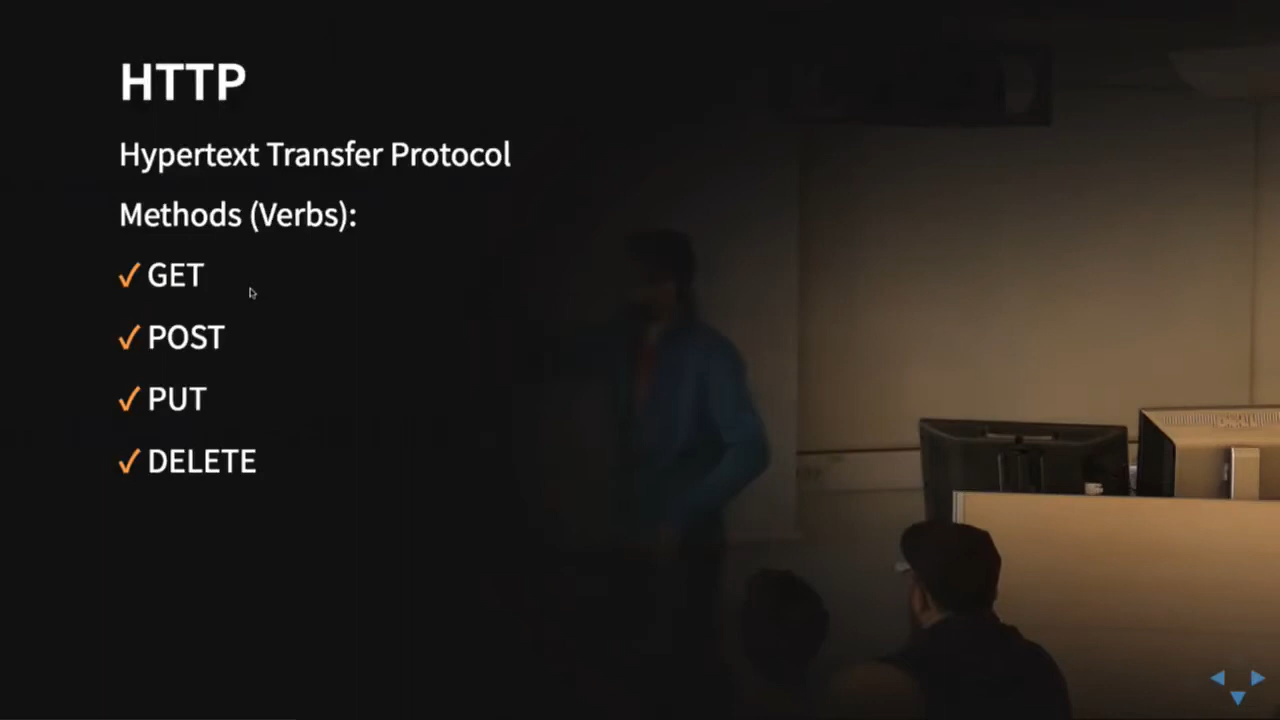 HTTP
Hypertext Transfer Protocol
Methods (Verbs):
✓ GET
✓ POST
✓ PUT
✓ DELETE